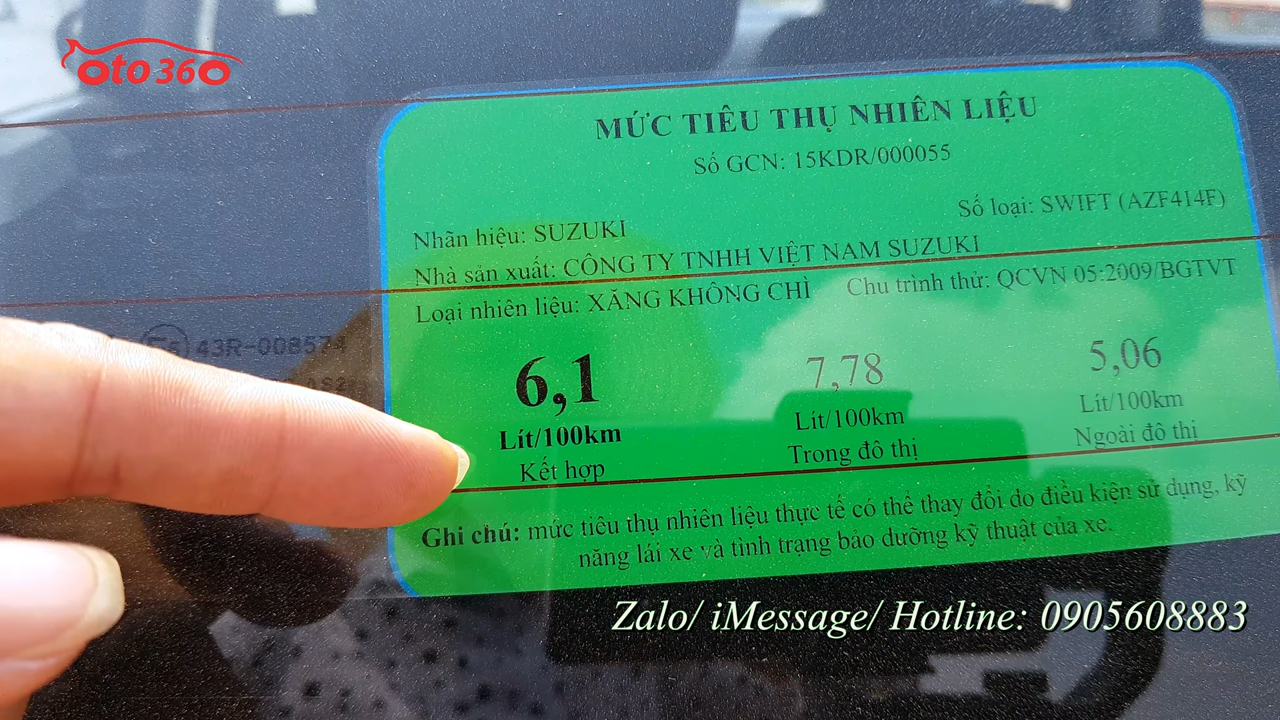 oto360
MỨC TIÊU THỤ NHIÊN LIỆU
Số GCN: 15KDR/000055
Nhãn hiệu: SUZUKI
Số loại: SWIFT (AZF414F)
Nhà sản xuất: CÔNG TY TNHH VIỆT NAM SUZUKI
Loại nhiên liệu: XĂNG KHÔNG CHÌ
Chu trình thử: QCVN 05:2009/BGTVT
6,1
Lít/100km
Kết hợp
7,78
Lít/100km
Trong đô thị
5,06
Lít/100km
Ngoài đô thị
43R-008574
Ghi chú: mức tiêu thụ nhiên liệu thực tế có thể thay đổi do điều kiện sử dụng, kỹ
năng lái xe và tình trạng bảo dưỡng kỹ thuật của xe.
Zalo/ iMessage/ Hotline: 0905608883